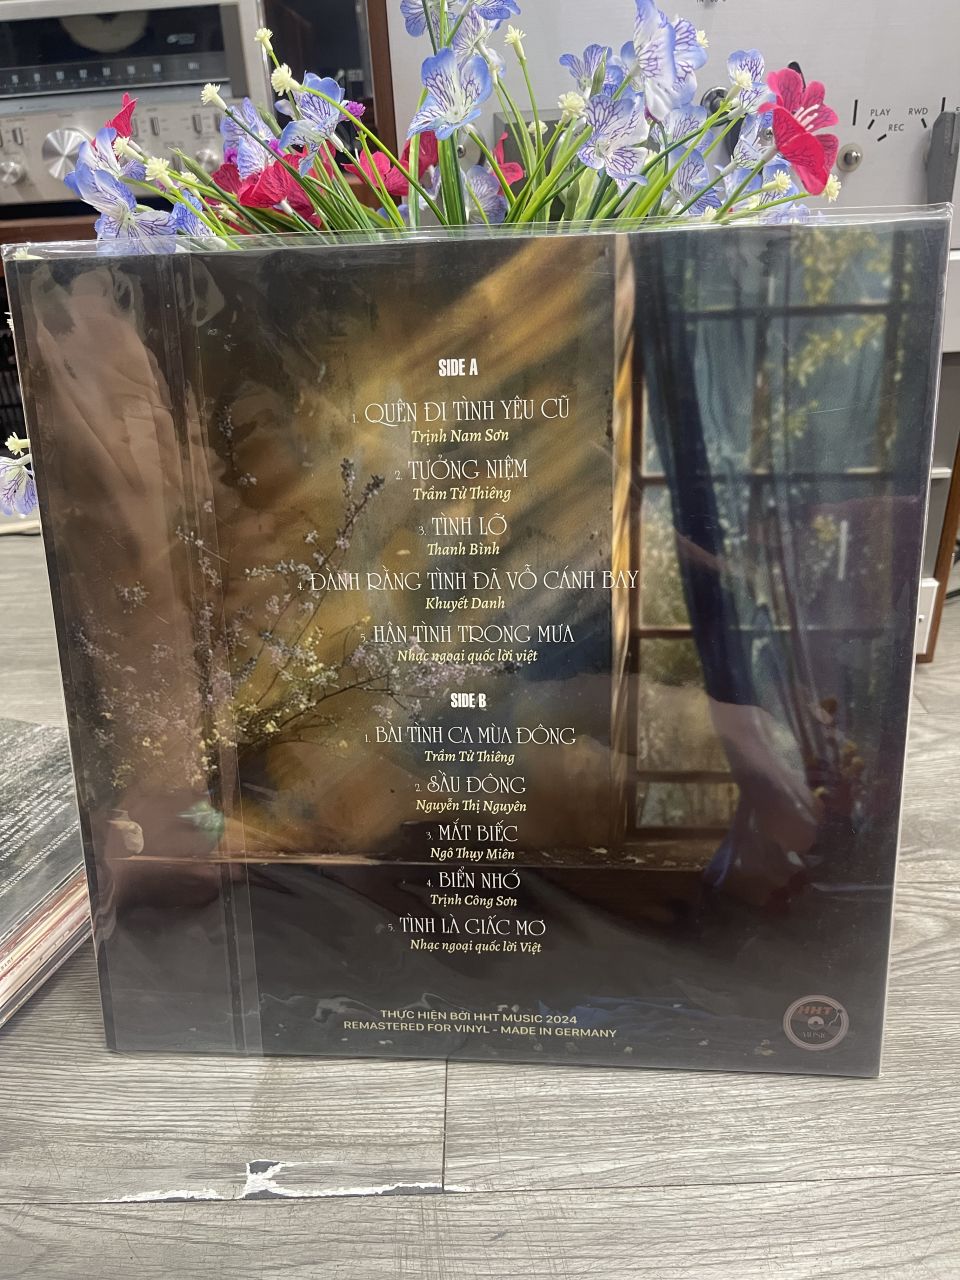 PLAY
RWD
REC
SIDE A
1. QUÊN ĐI TÌNH YÊU CŨ
Trịnh Nam Sơn
2. TƯỞNG NIỆM
Trầm Tử Thiêng
3. TÌNH LỠ
Thanh Bình
4. ĐÀNH RẰNG TÌNH ĐÃ VỖ CÁNH BAY
Khuyết Danh
5. HẬN TÌNH TRONG MƯA
Nhạc ngoại quốc lời việt
SIDE B
1. BÀI TÌNH CA MÙA ĐÔNG
Trầm Tử Thiêng
2. SẦU ĐÔNG
Nguyễn Thị Nguyên
3. MẮT BIẾC
Ngô Thụy Miên
4. BIỂN NHỚ
Trịnh Công Sơn
5. TÌNH LÀ GIẤC MƠ
Nhạc ngoại quốc lời Việt
THỰC HIỆN BỞI HHT MUSIC 2024
REMASTERED FOR VINYL - MADE IN GERMANY
HHT
MUSIC